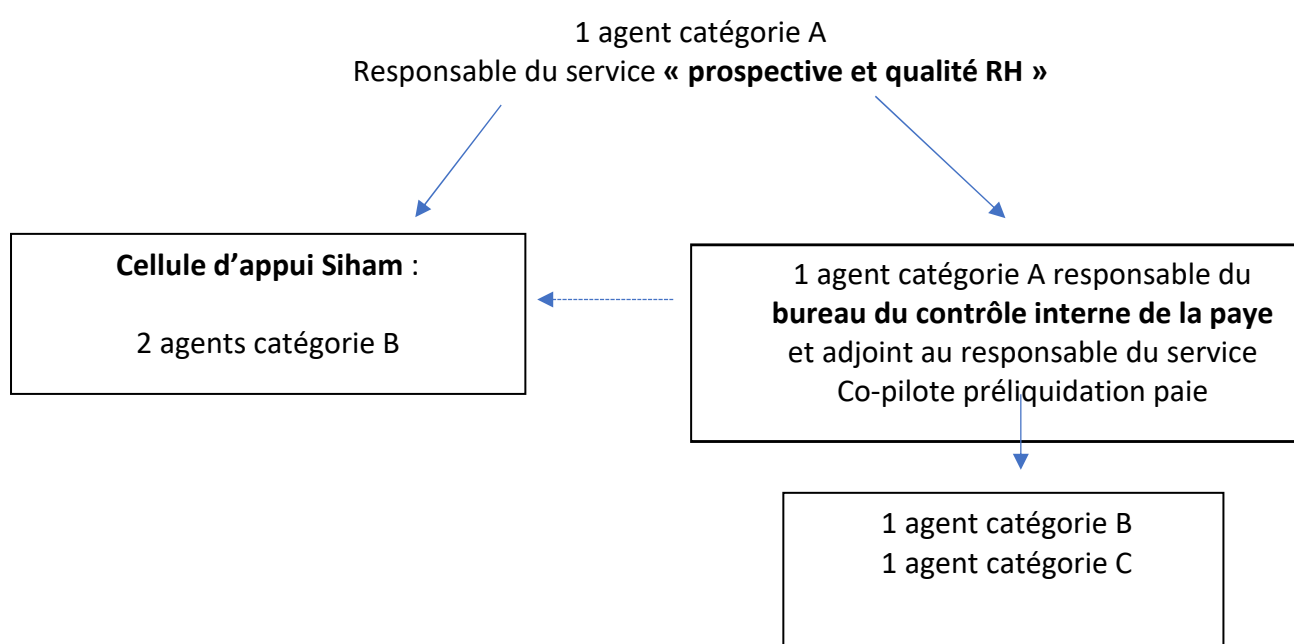 1 agent catégorie A
Responsable du service « prospective et qualité RH »
Cellule d’appui Siham :
2 agents catégorie B
1 agent catégorie A responsable du
bureau du contrôle interne de la paye
et adjoint au responsable du service
Co-pilote préliquidation paie
1 agent catégorie B
1 agent catégorie C